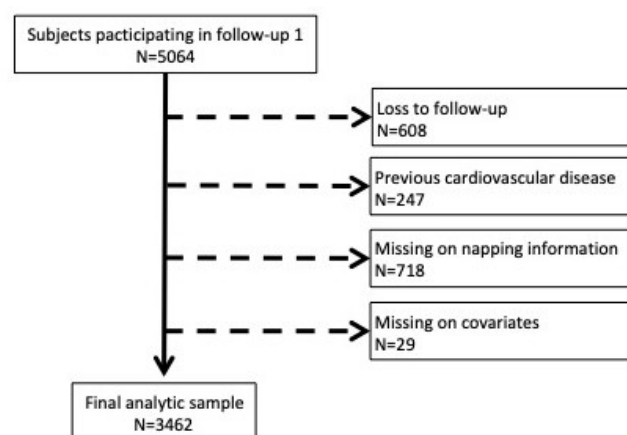 Subjects pacticipating in follow-up 1
N=5064
Loss to follow-up
N=608
Previous cardiovascular disease
N=247
Missing on napping information
N=718
Missing on covariates
N=29
Final analytic sample
N=3462